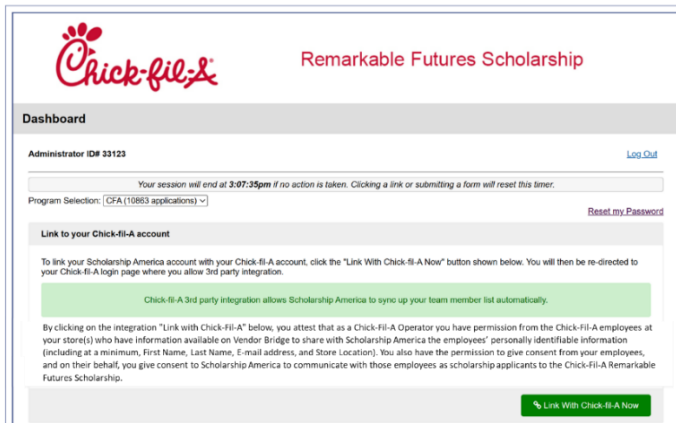 Chick-fil-A
Remarkable Futures Scholarship
Dashboard
Administrator ID# 33123
Log Out
Your session will end at 3:07:35pm if no action is taken. Clicking a link or submitting a form will reset this timer.
Program Selection: CFA (10863 applications)
Reset my Password
Link to your Chick-fil-A account
To link your Scholarship America account with your Chick-fil-A account, click the "Link With Chick-fil-A Now" button shown below. You will then be re-directed to
your Chick-fil-A login page where you allow 3rd party integration.
Chick-fil-A 3rd party integration allows Scholarship America to sync up your team member list automatically.
By clicking on the integration "Link with Chick-Fil-A" below, you attest that as a Chick-Fil-A Operator you have permission from the Chick-Fil-A employees at
your store(s) who have information available on Vendor Bridge to share with Scholarship America the employees' personally identifiable information
(including at a minimum, First Name, Last Name, E-mail address, and Store Location). You also have the permission to give consent from your employees,
and on their behalf, you give consent to Scholarship America to communicate with those employees as scholarship applicants to the Chick-Fil-A Remarkable
Futures Scholarship.
Link With Chick-fil-A Now